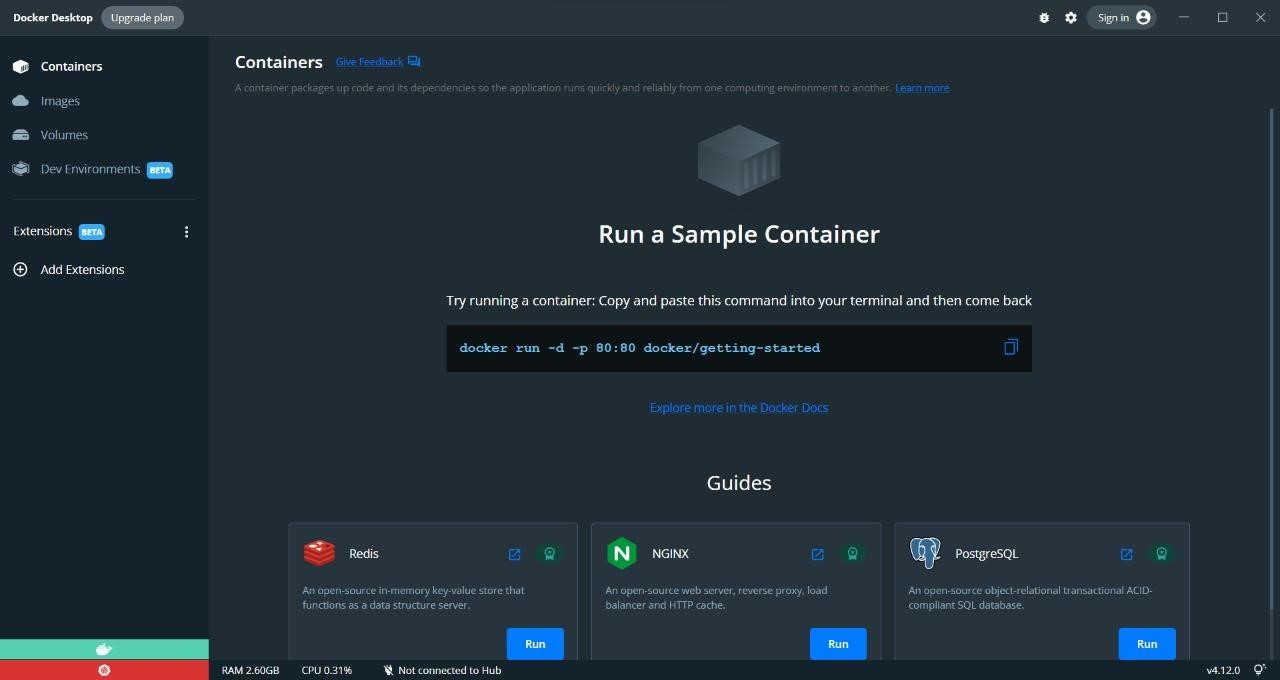 Docker Desktop Upgrade plan Sign in
Containers
Images
Volumes
Dev Environments BETA
Extensions BETA
Add Extensions
Containers Give Feedback
A container packages up code and its dependencies so the application runs quickly and reliably from one computing environment to another. Learn more
Run a Sample Container
Try running a container: Copy and paste this command into your terminal and then come back
docker run -d -p 80:80 docker/getting-started
Explore more in the Docker Docs
Guides
Redis
An open-source in-memory key-value store that
functions as a data structure server.
Run
NGINX
An open-source web server, reverse proxy, load
balancer and HTTP cache.
Run
PostgreSQL
An open-source object-relational transactional ACID-
compliant SQL database.
Run
RAM 2.60GB CPU 0.31% Not connected to Hub v4.12.0